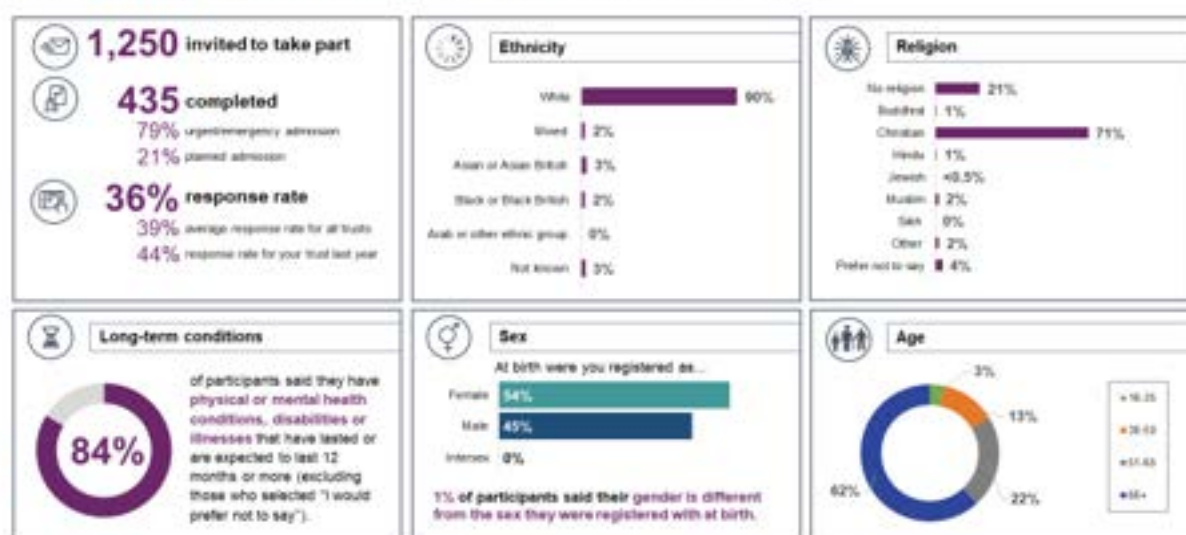 1,250 invited to take part
435 completed
79% urgent/emergency admission
21% planned admission
36% response rate
39% average response rate for all trusts
44% response rate for your trust last year
Ethnicity
White 90%
Mixed 2%
Asian or Asian British 3%
Black or Black British 2%
Arab or other ethnic group 0%
Not known 3%
Religion
No religion 21%
Buddhist 1%
Christian 71%
Hindu 1%
Jewish <0.5%
Muslim 2%
Sikh 0%
Other 2%
Prefer not to say 4%
Long-term conditions
84%
of participants said they have
physical or mental health
conditions, disabilities or
illnesses that have lasted or
are expected to last 12
months or more (excluding
those who selected "I would
prefer not to say").
Sex
At birth were you registered as...
Female 54%
Male 45%
Intersex 0%
1% of participants said their gender is different
from the sex they were registered with at birth.
Age
3%
13%
22%
62%
66+